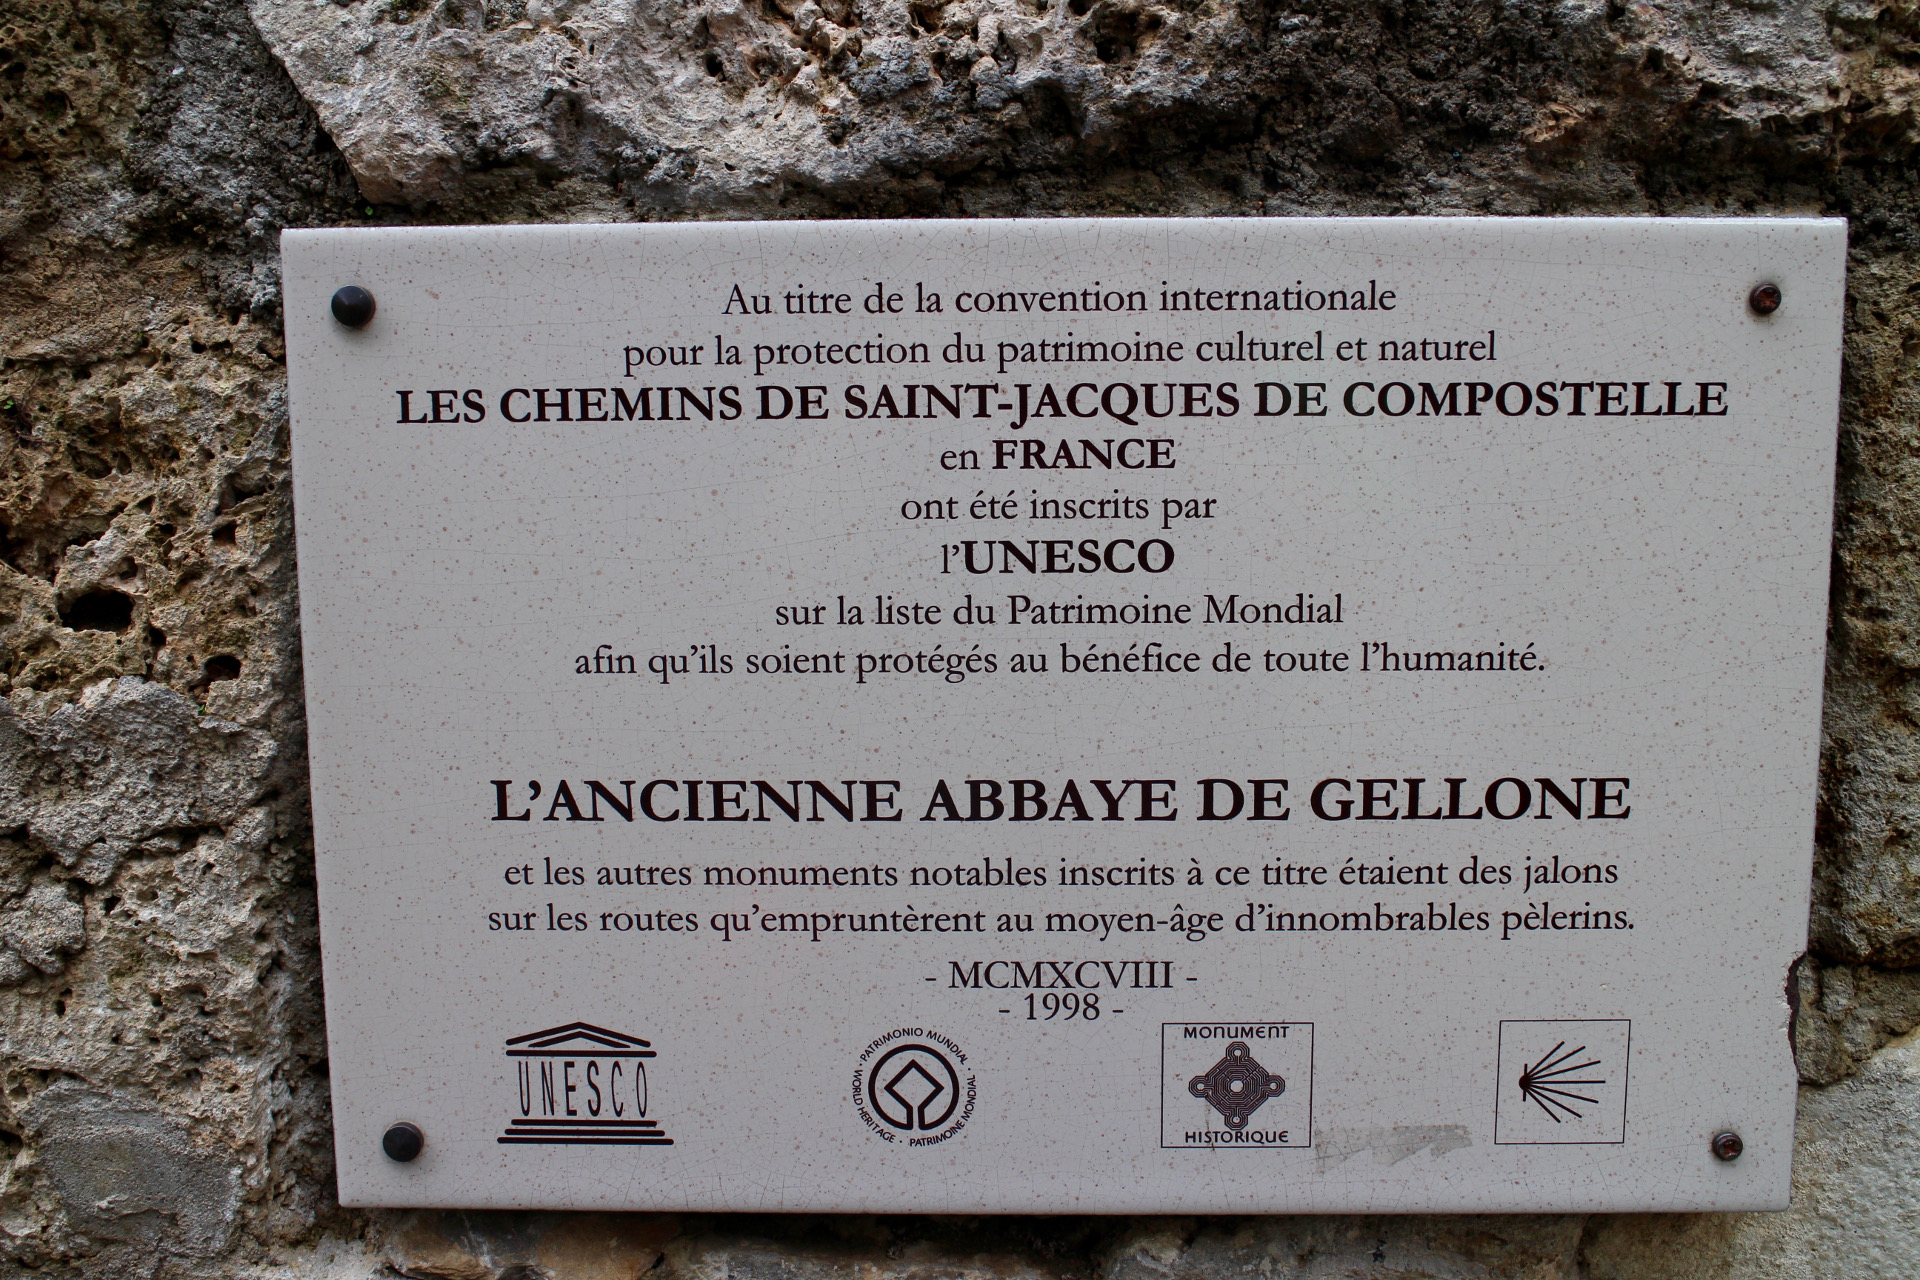 Au titre de la convention internationale
pour la protection du patrimoine culturel et naturel
LES CHEMINS DE SAINT-JACQUES DE COMPOSTELLE
en FRANCE
ont été inscrits par
l'UNESCO
sur la liste du Patrimoine Mondial
afin qu'ils soient protégés au bénéfice de toute l'humanité.
L'ANCIENNE ABBAYE DE GELLONE
et les autres monuments notables inscrits à ce titre étaient des jalons
sur les routes qu'empruntèrent au moyen-âge d'innombrables pèlerins.
- MCMXCVIII -
- 1998 -
UNESCO
PATRIMONIO MUNDIAL · WORLD HERITAGE · PATRIMOINE MONDIAL ·
MONUMENT
HISTORIQUE